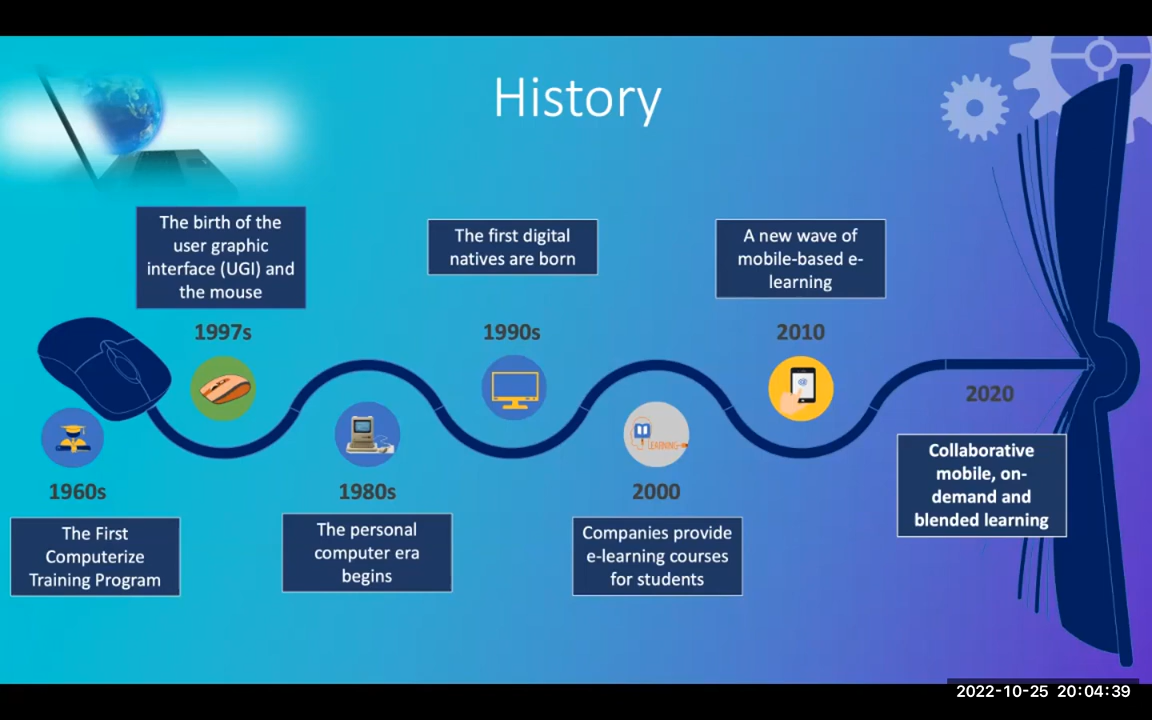 History
The birth of the
user graphic
interface (UGI) and
the mouse
1997s
The first digital
natives are born
1990s
A new wave of
mobile-based e-
learning
2010
1960s
The First
Computerize
Training Program
1980s
The personal
computer era
begins
LEARNING
2000
Companies provide
e-learning courses
for students
2020
Collaborative
mobile, on-
demand and
blended learning
2022-10-25 20:04:39